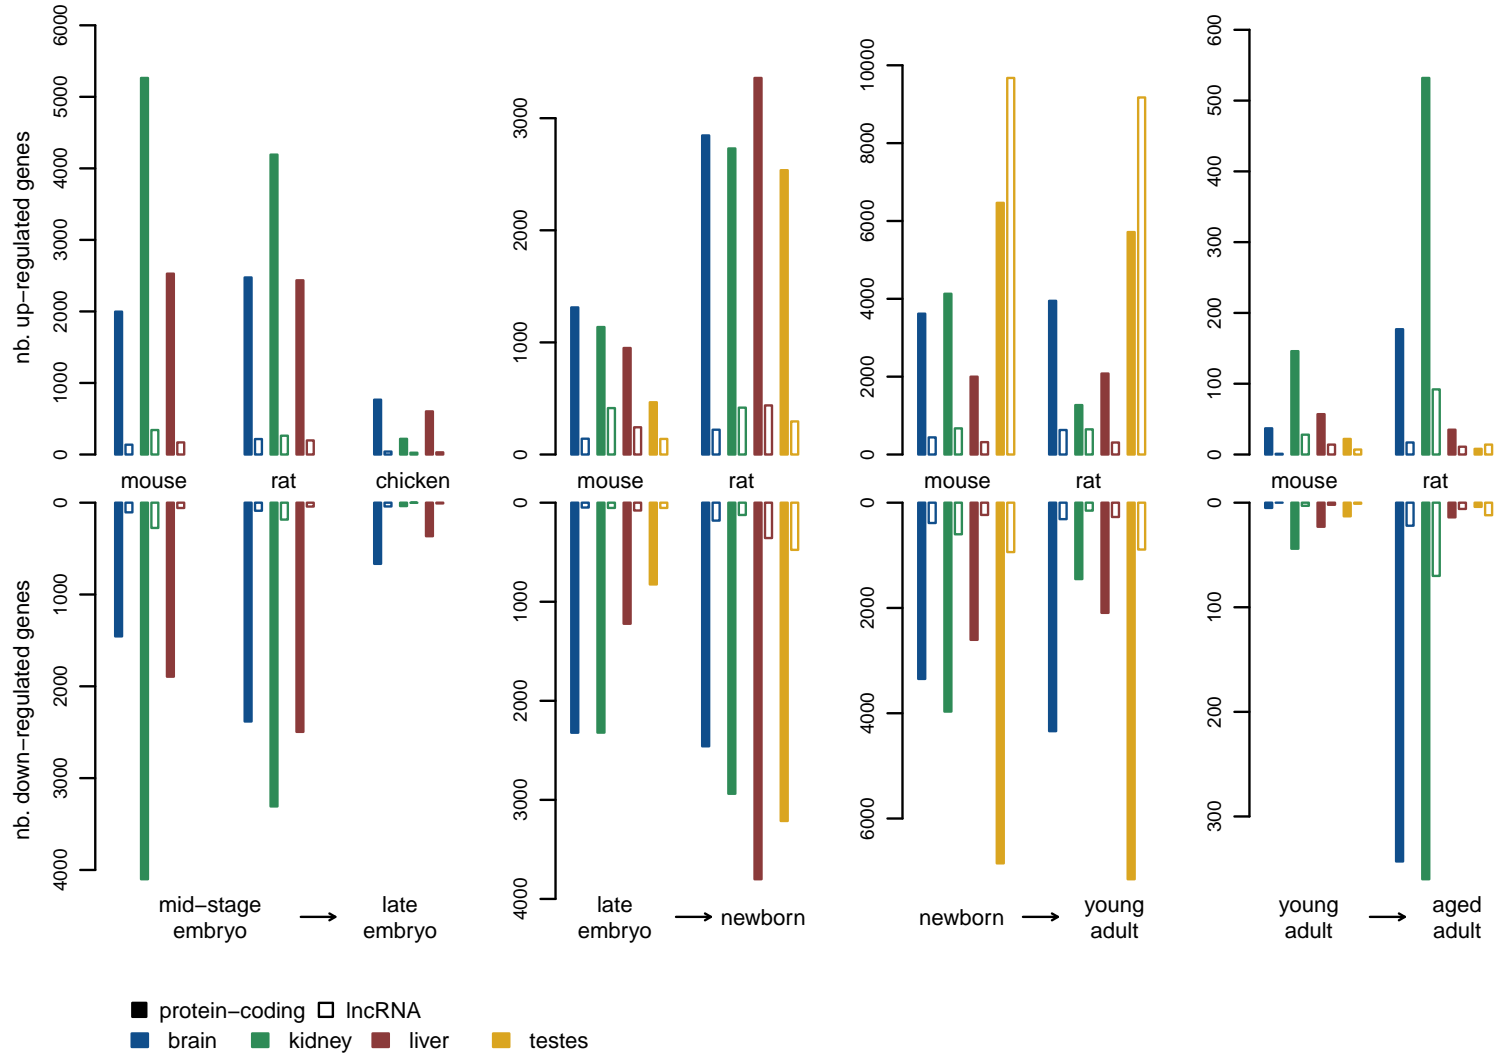 nb. up−regulated genes
0
1000
2000
3000
4000
5000
6000
0
1000
2000
3000
0
2000
4000
6000
8000
10000
0
100
200
300
400
500
600
mouse
rat
chicken
mouse
rat
mouse
rat
mouse
rat
nb. down−regulated genes
0
1000
2000
3000
4000
0
1000
2000
3000
4000
0
2000
4000
6000
0
100
200
300
mid−stage
embryo
late
embryo
late
embryo
newborn
newborn
young
adult
young
adult
aged
adult
protein−coding
lncRNA
brain
kidney
liver
testes